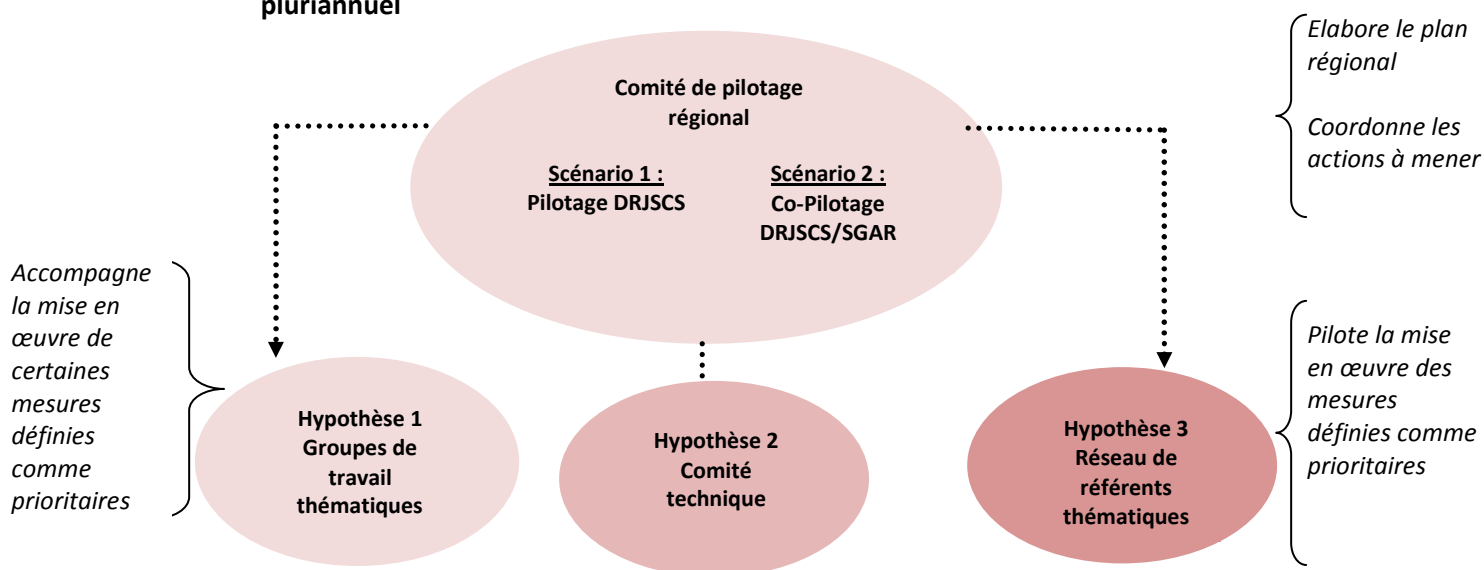 pluriannuel
Comité de pilotage
régional
Scénario 1 :
Pilotage DRJSCS
Scénario 2 :
Co-Pilotage
DRJSCS/SGAR
Elabore le plan
régional
Coordonne les
actions à mener
Accompagne
la mise en
œuvre de
certaines
mesures
définies
comme
prioritaires
Hypothèse 1
Groupes de
travail
thématiques
Hypothèse 2
Comité
technique
Hypothèse 3
Réseau de
référents
thématiques
Pilote la mise
en œuvre des
mesures
définies comme
prioritaires